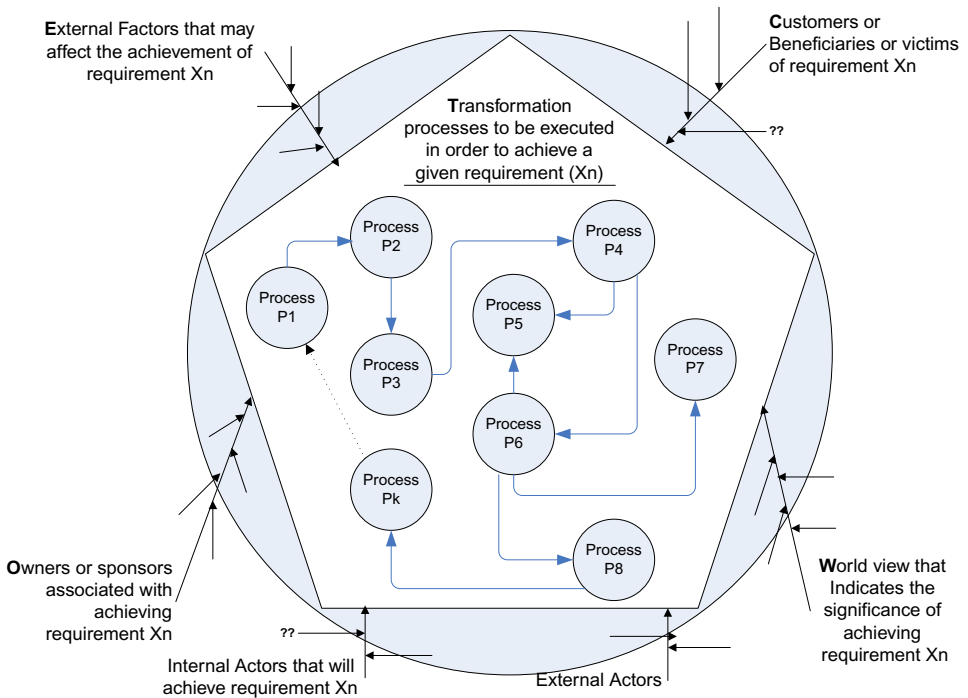 External Factors that may
affect the achievement of
requirement Xn
Customers or
Beneficiaries or victims
of requirement Xn
??
Transformation
processes to be executed
in order to achieve a
given requirement (Xn)
Process
P2
Process
P4
Process
P1
Process
P5
Process
P3
Process
P7
Process
P6
Process
Pk
Process
P8
Owners or sponsors
associated with
achieving
requirement Xn
World view that
Indicates the
significance of
achieving
requirement Xn
??
Internal Actors that will
achieve requirement Xn
External Actors